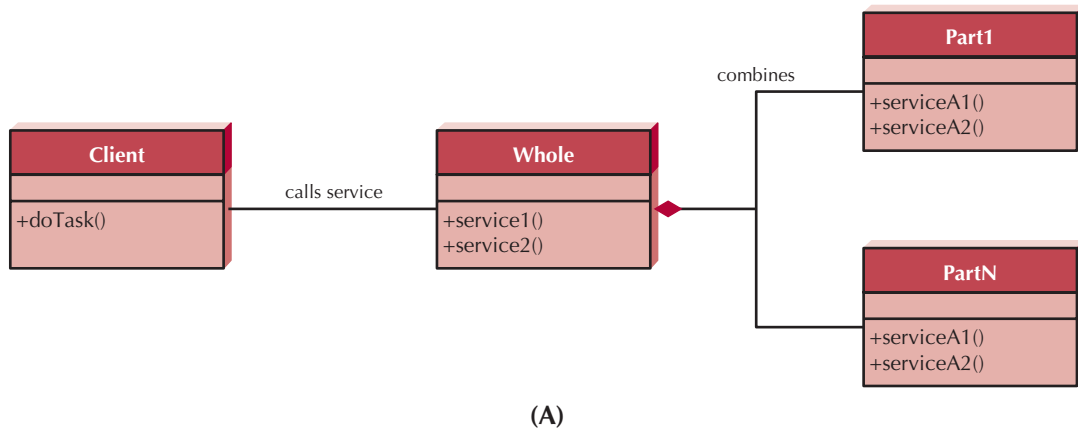 Client
+doTask()
calls service
Whole
+service1()
+service2()
combines
Part1
+serviceA1()
+serviceA2()
PartN
+serviceA1()
+serviceA2()
(A)